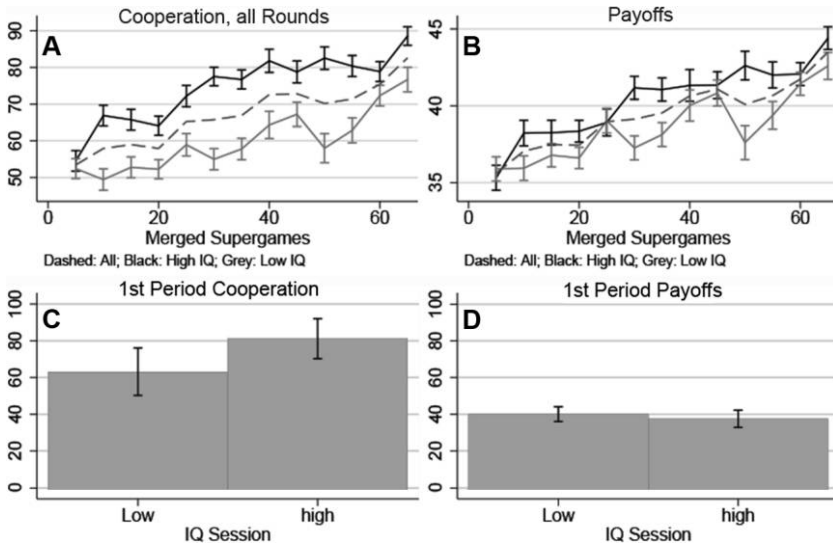 Cooperation, all Rounds
A
90
80
70
60
50
0 20 40 60
Merged Supergames
Dashed: All; Black: High IQ; Grey: Low IQ
Payoffs
B
45
40
35
0 20 40 60
Merged Supergames
Dashed: All; Black: High IQ; Grey: Low IQ
1st Period Cooperation
C
100
80
60
40
20
0
Low high
IQ Session
1st Period Payoffs
D
100
80
60
40
20
0
Low high
IQ Session